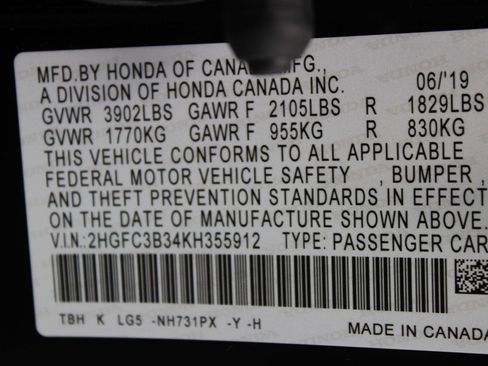 MFD.BY HONDA OF CANADA MFG.,
A DIVISION OF HONDA CANADA INC. 06/'19
GVWR 3902LBS GAWR F 2105LBS R 1829LBS
GVWR 1770KG GAWR F 955KG R 830KG
THIS VEHICLE CONFORMS TO ALL APPLICABLE
FEDERAL MOTOR VEHICLE SAFETY , BUMPER ,
AND THEFT PREVENTION STANDARDS IN EFFECT
ON THE DATE OF MANUFACTURE SHOWN ABOVE.
V.I.N.:2HGFC3B34KH355912 TYPE: PASSENGER CAR
TBH K LG5 -NH731PX -Y -H
MADE IN CANADA